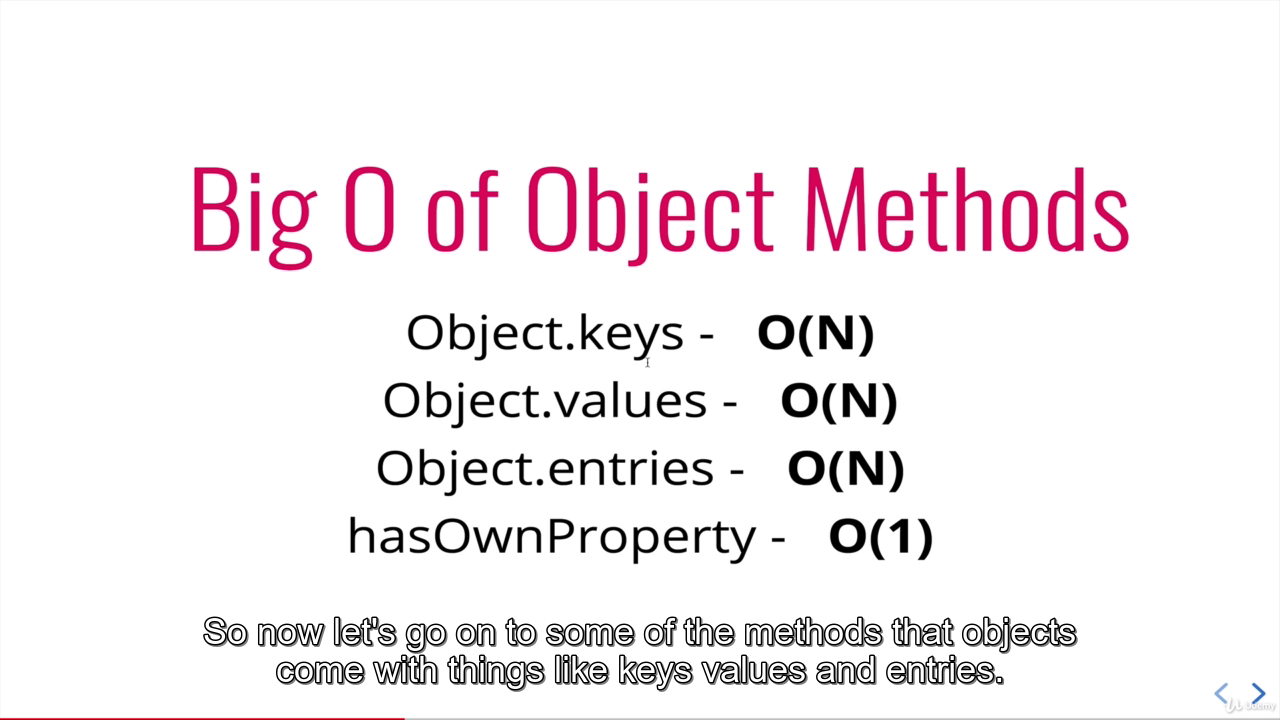 Big O of Object Methods
Object.keys - O(N)
Object.values - O(N)
Object.entries - O(N)
hasOwnProperty - O(1)
So now let's go on to some of the methods that objects
come with things like keys values and entries.
Udemy